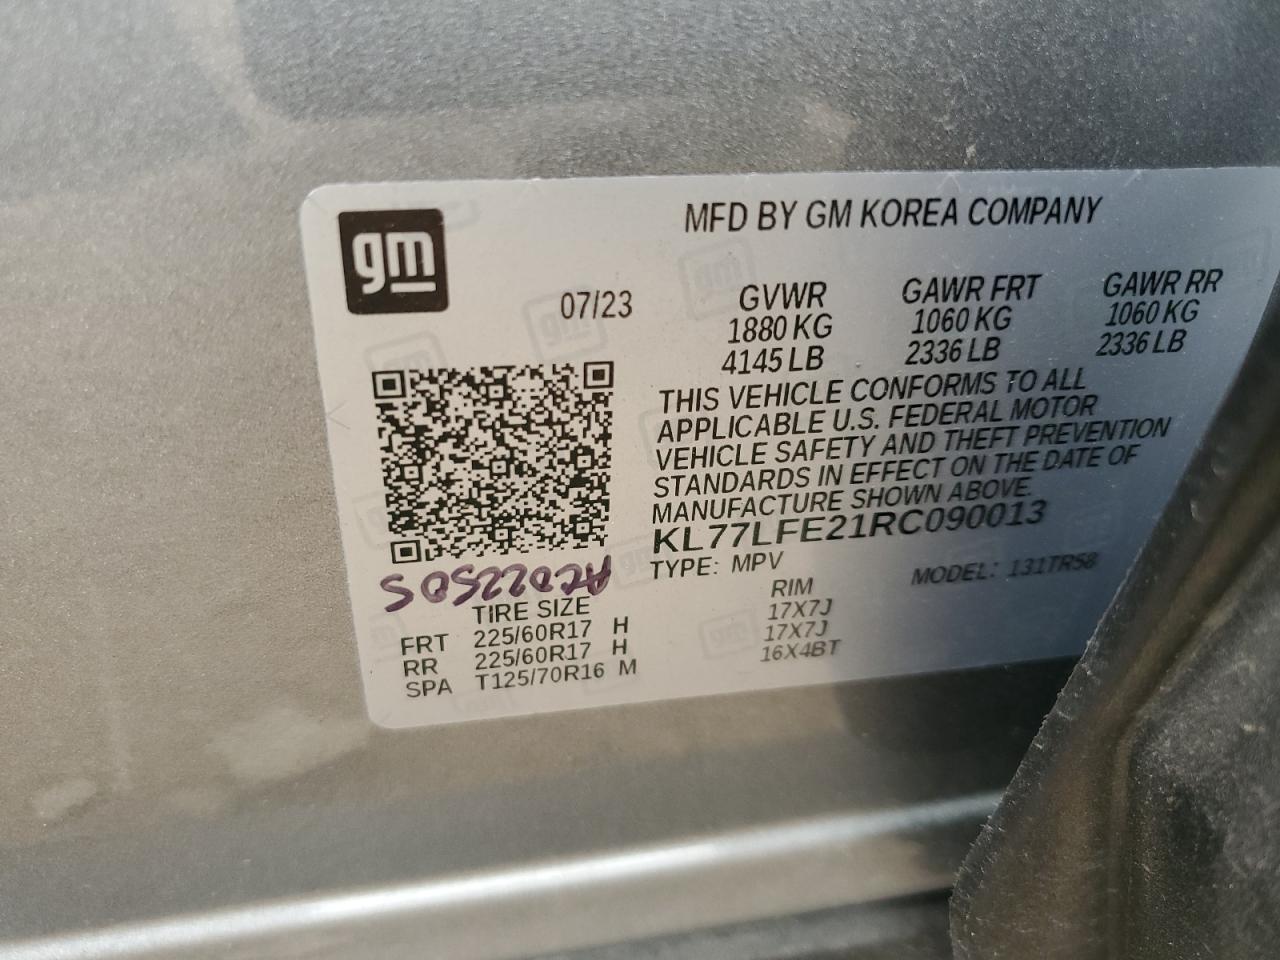 gm
MFD BY GM KOREA COMPANY
07/23
GVWR GAWR FRT GAWR RR
1880 KG 1060 KG 1060 KG
4145 LB 2336 LB 2336 LB
THIS VEHICLE CONFORMS TO ALL
APPLICABLE U.S. FEDERAL MOTOR
VEHICLE SAFETY AND THEFT PREVENTION
STANDARDS IN EFFECT ON THE DATE OF
MANUFACTURE SHOWN ABOVE.
KL77LFE21RC090013
TYPE: MPV MODEL: 131TR58
TIRE SIZE RIM
FRT 225/60R17 H 17X7J
RR 225/60R17 H 17X7J
SPA T125/70R16 M 16X4BT